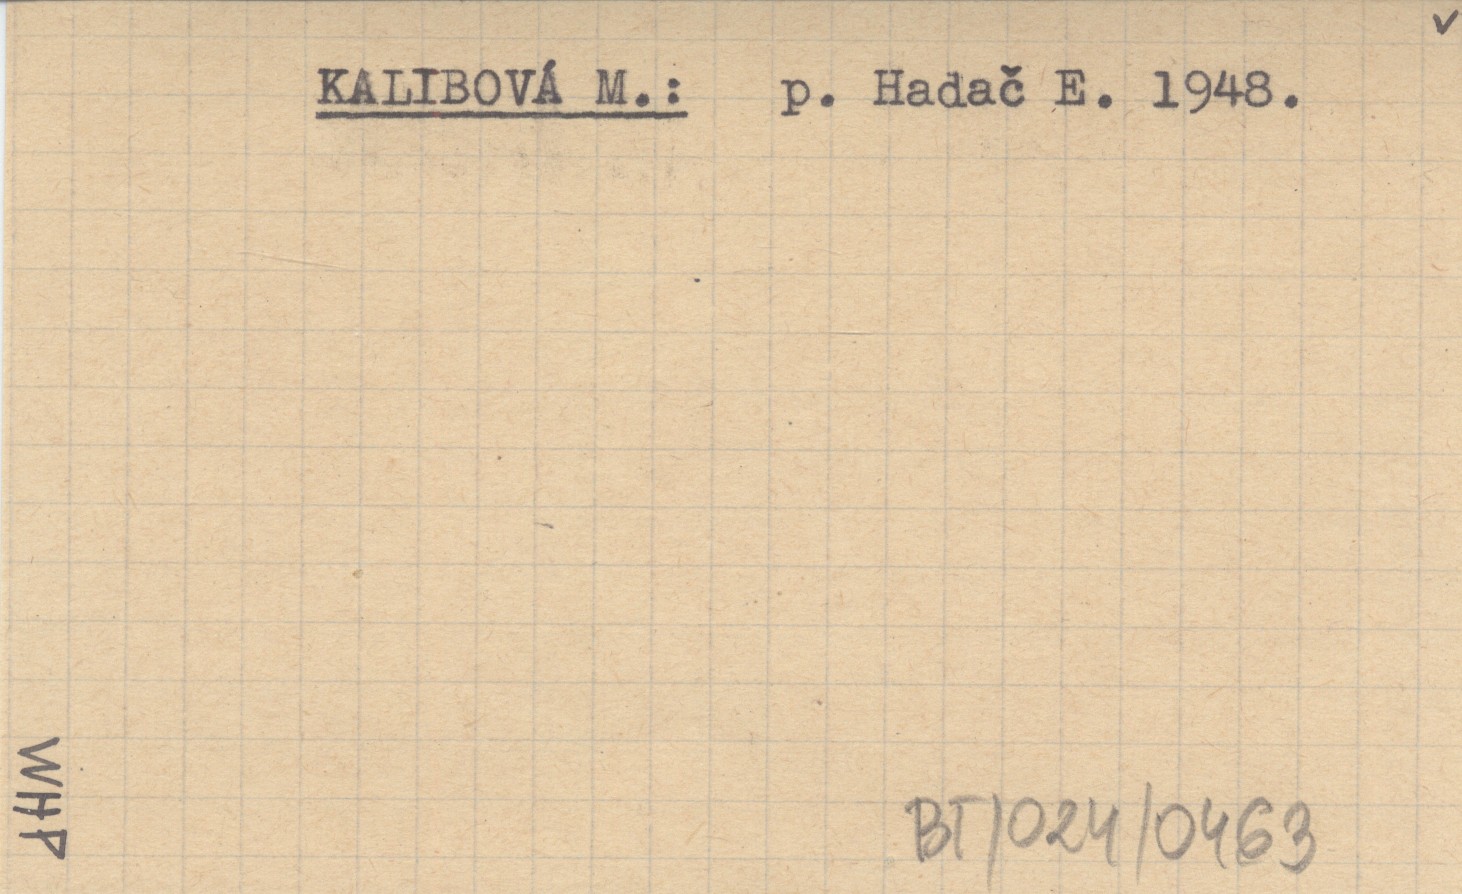 KALIBOVÁ M.: p. Hadač E. 1948.
WHP
BT/024/0463